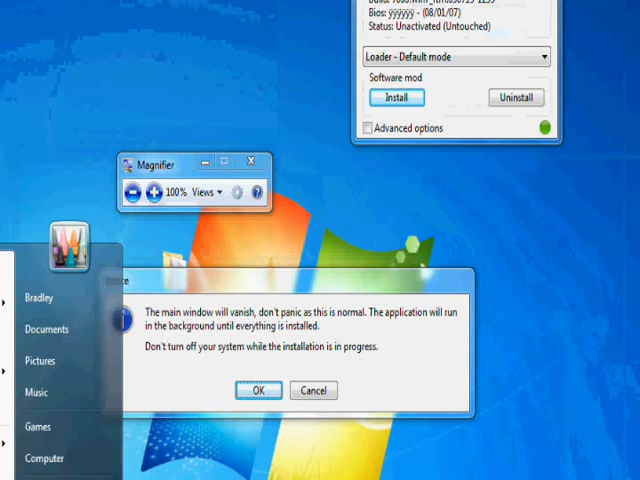 Bios: ÿÿÿÿÿÿ - (08/01/07)
Status: Unactivated (Untouched)
Loader - Default mode
Software mod
Install
Uninstall
Advanced options
Magnifier
100% Views
Bradley
Documents
Pictures
Music
Games
Computer
The main window will vanish, don't panic as this is normal. The application will run
in the background until everything is installed.
Don't turn off your system while the installation is in progress.
OK
Cancel